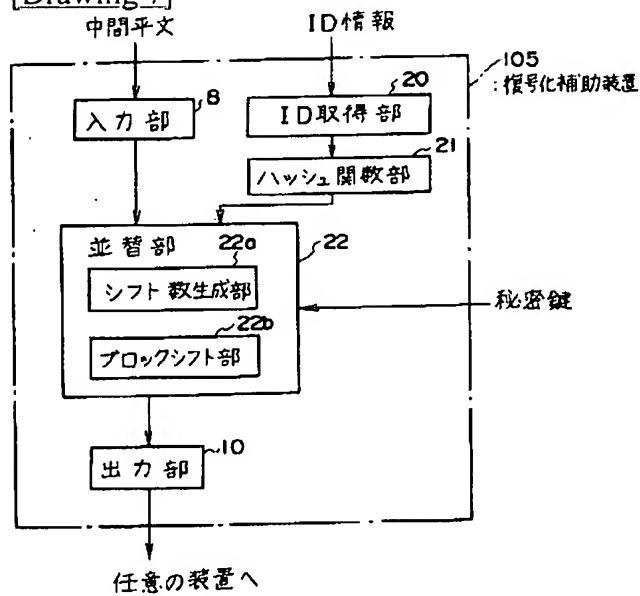 [Drawing 7]
中間平文
ID情報
105
:復号化補助装置
8
入力部
20
ID取得部
21
ハッシュ関数部
22
並替部
22a
シフト数生成部
22b
ブロックシフト部
秘密鍵
10
出力部
任意の装置へ